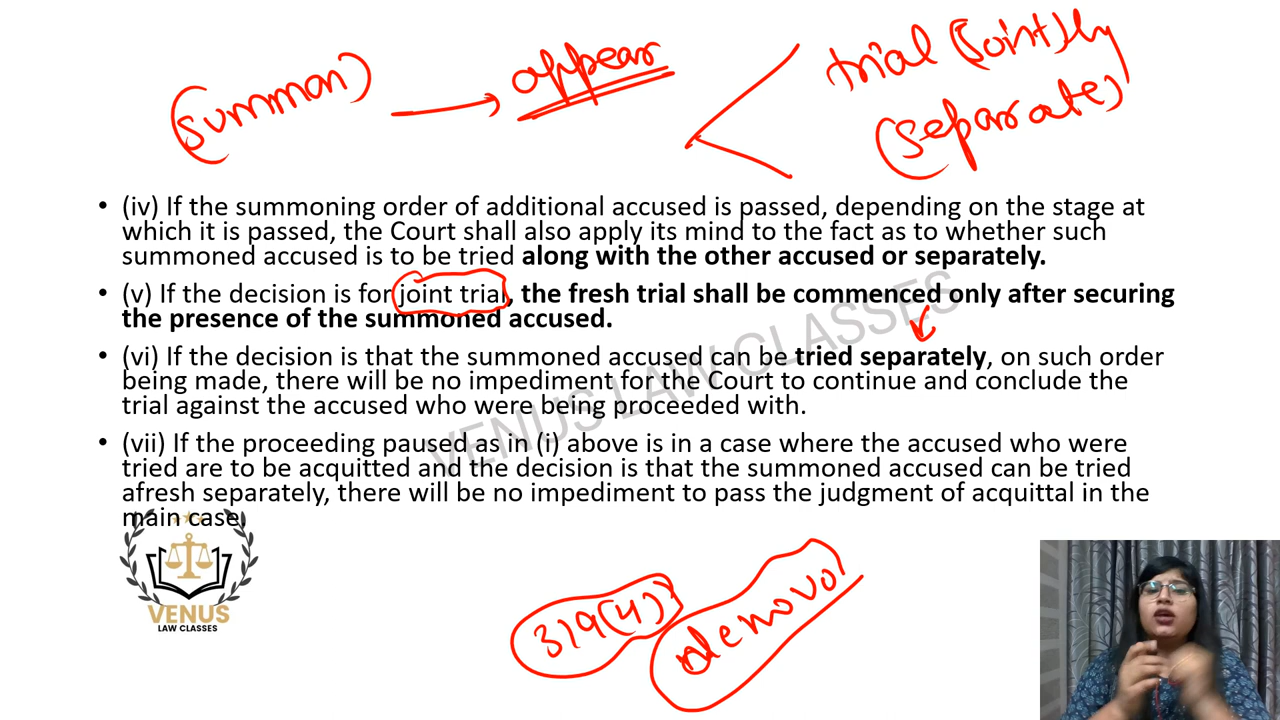 (summon) → appear
trial (Jointly
(separate)
• (iv) If the summoning order of additional accused is passed, depending on the stage at
which it is passed, the Court shall also apply its mind to the fact as to whether such
summoned accused is to be tried along with the other accused or separately.
• (v) If the decision is for joint trial, the fresh trial shall be commenced only after securing
the presence of the summoned accused.
• (vi) If the decision is that the summoned accused can be tried separately, on such order
being made, there will be no impediment for the Court to continue and conclude the
trial against the accused who were being proceeded with.
• (vii) If the proceeding paused as in (i) above is in a case where the accused who were
tried are to be acquitted and the decision is that the summoned accused can be tried
afresh separately, there will be no impediment to pass the judgment of acquittal in the
main case.
VENUS LAW CLASSES
VENUS
LAW CLASSES
319(4)
denovo